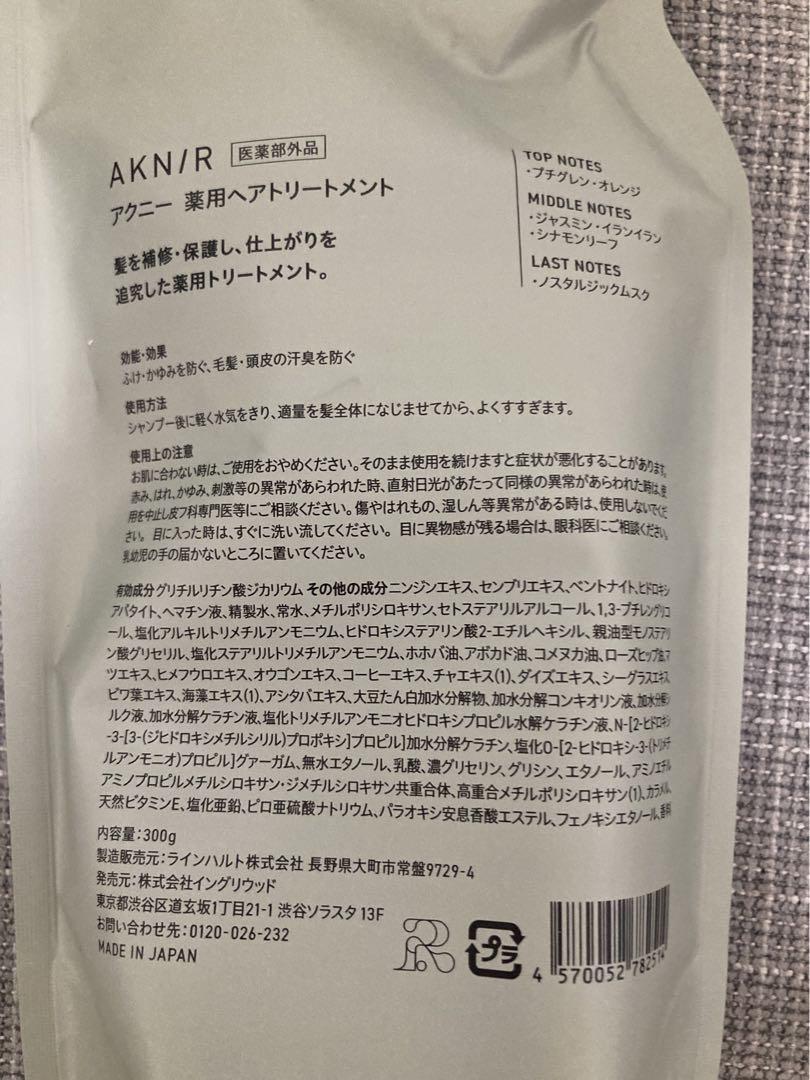 AKN/R 医薬部外品
アクニー 薬用ヘアトリートメント
髪を補修・保護し、仕上がりを
追究した薬用トリートメント。
TOP NOTES
・プチグレン・オレンジ
MIDDLE NOTES
・ジャスミン・イランイラン
・シナモンリーフ
LAST NOTES
・ノスタルジックムスク
効能・効果
ふけ・かゆみを防ぐ、毛髪・頭皮の汗臭を防ぐ
使用方法
シャンプー後に軽く水気をきり、適量を髪全体になじませてから、よくすすぎます。
使用上の注意
お肌に合わない時は、ご使用をおやめください。そのまま使用を続けますと症状が悪化することがあります。
赤み、はれ、かゆみ、刺激等の異常があらわれた時、直射日光があたって同様の異常があらわれた時は、使
用を中止し皮フ科専門医等にご相談ください。傷やはれもの、湿しん等異常がある時は、使用しないでくだ
さい。 目に入った時は、すぐに洗い流してください。 目に異物感が残る場合は、眼科医にご相談ください。
乳幼児の手の届かないところに置いてください。
有効成分 グリチルリチン酸ジカリウム その他の成分 ニンジンエキス、センブリエキス、ベントナイト、ヒドロキシ
アパタイト、ヘマチン液、精製水、常水、メチルポリシロキサン、セトステアリルアルコール、1,3-ブチレングリコ
ール、塩化アルキルトリメチルアンモニウム、ヒドロキシステアリン酸2-エチルヘキシル、親油型モノステアリ
ン酸グリセリル、塩化ステアリルトリメチルアンモニウム、ホホバ油、アボカド油、コメヌカ油、ローズヒップ油、マ
ツエキス、ヒメフウロエキス、オウゴンエキス、コーヒーエキス、チャエキス(1)、ダイズエキス、シーグラスエキス、
ビワ葉エキス、海藻エキス(1)、アシタバエキス、大豆たん白加水分解物、加水分解コンキオリン液、加水分解シ
ルク液、加水分解ケラチン液、塩化トリメチルアンモニオヒドロキシプロピル水解ケラチン液、N-[2-ヒドロキシ
-3-[3-(ジヒドロキシメチルシリル)プロポキシ]プロピル]加水分解ケラチン、塩化O-[2-ヒドロキシ-3-(トリメチ
ルアンモニオ)プロピル]グァーガム、無水エタノール、乳酸、濃グリセリン、グリシン、エタノール、アミノエチル
アミノプロピルメチルシロキサン・ジメチルシロキサン共重合体、高重合メチルポリシロキサン(1)、カラメル、
天然ビタミンE、塩化亜鉛、ピロ亜硫酸ナトリウム、パラオキシ安息香酸エステル、フェノキシエタノール、香料
内容量：300g
製造販売元：ラインハルト株式会社 長野県大町市常盤9729-4
発売元：株式会社イングリウッド
東京都渋谷区道玄坂1丁目21-1 渋谷ソラスタ 13F
お問い合わせ先：0120-026-232
MADE IN JAPAN
プラ
4 570052 782514